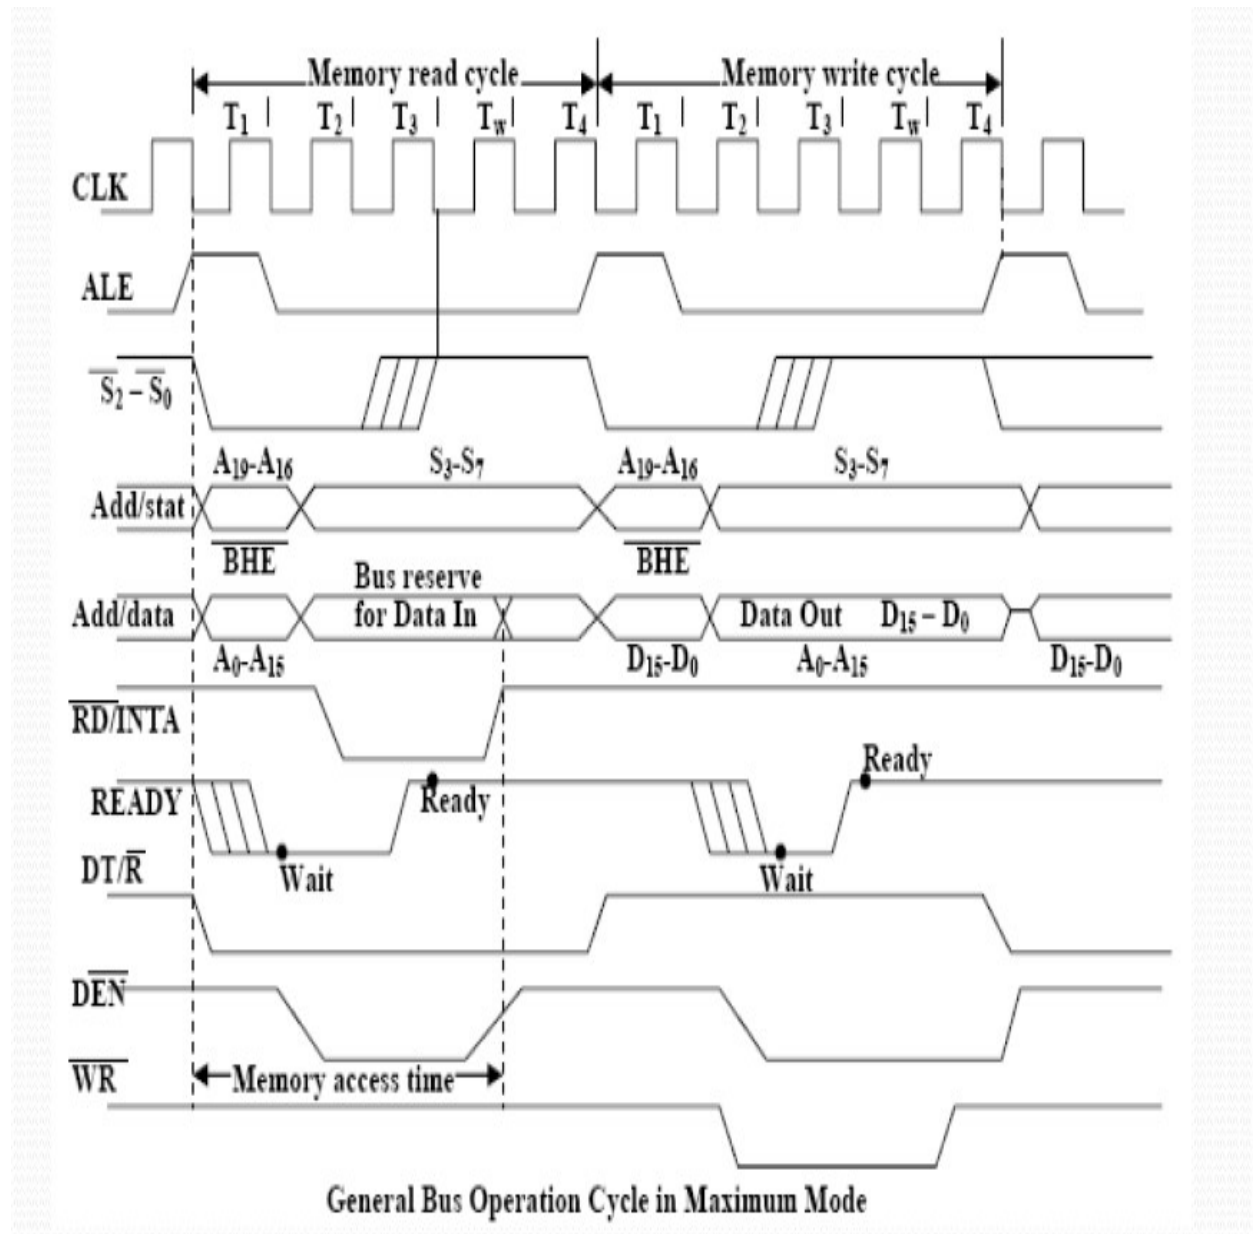 Memory read cycle Memory write cycle
T1 T2 T3 Tw T4 T1 T2 T3 Tw T4
CLK
ALE
S2 – S0
A19-A16 S3-S7 A19-A16 S3-S7
Add/stat
BHE BHE
Bus reserve
Add/data for Data In Data Out D15 – D0
A0-A15 D15-D0 A0-A15 D15-D0
RD/INTA
Ready
READY Ready
Wait Wait
DT/R
DEN
WR Memory access time
General Bus Operation Cycle in Maximum Mode